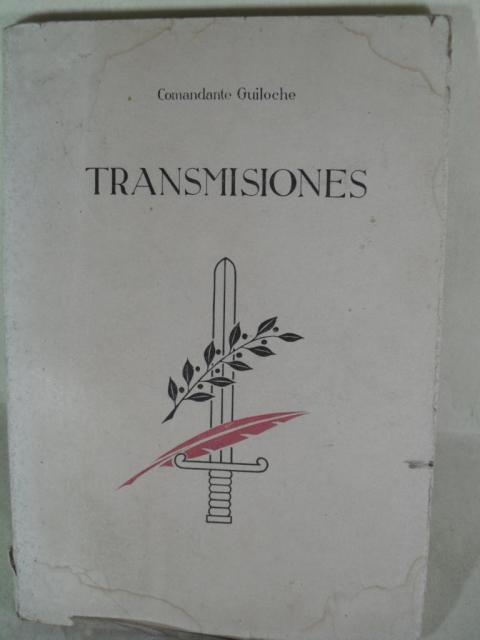 Comandante Guiloche
TRANSMISIONES